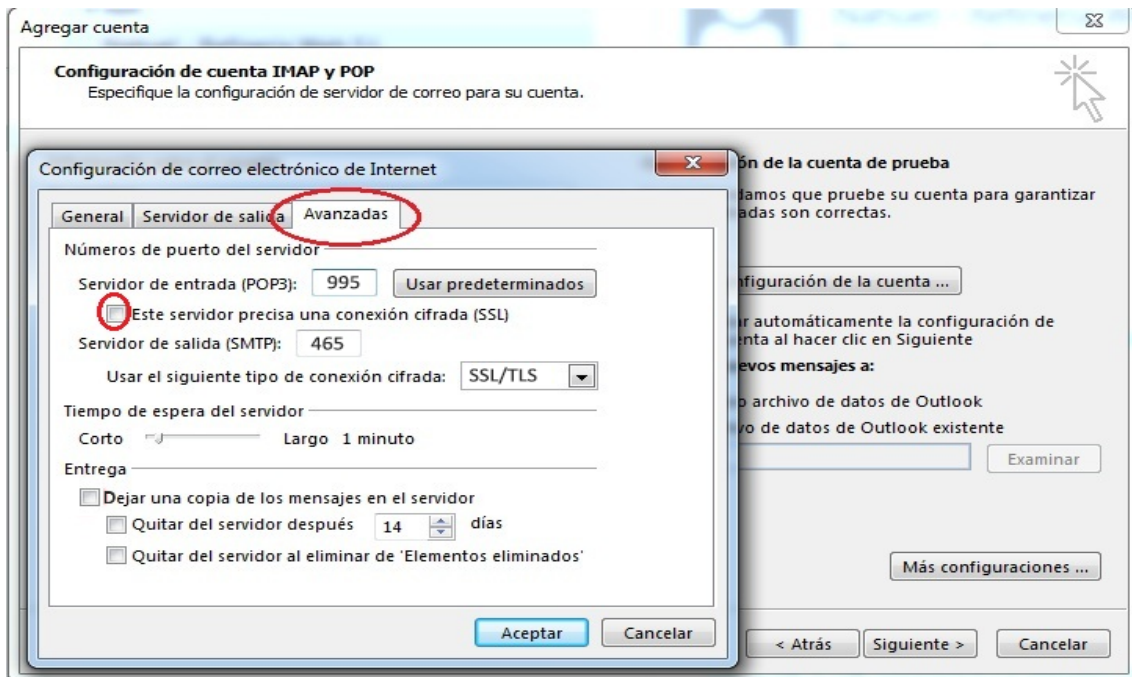 Agregar cuenta
Configuración de cuenta IMAP y POP
Especifique la configuración de servidor de correo para su cuenta.
Configuración de correo electrónico de Internet
General
Servidor de salida
Avanzadas
Números de puerto del servidor
Servidor de entrada (POP3): 995 Usar predeterminados
Este servidor precisa una conexión cifrada (SSL)
Servidor de salida (SMTP): 465
Usar el siguiente tipo de conexión cifrada: SSL/TLS
Tiempo de espera del servidor
Corto Largo 1 minuto
Entrega
Dejar una copia de los mensajes en el servidor
Quitar del servidor después 14 días
Quitar del servidor al eliminar de 'Elementos eliminados'
Aceptar Cancelar
ón de la cuenta de prueba
damos que pruebe su cuenta para garantizar
adas son correctas.
nfiguración de la cuenta ...
ar automáticamente la configuración de
enta al hacer clic en Siguiente
evos mensajes a:
o archivo de datos de Outlook
vo de datos de Outlook existente
Examinar
Más configuraciones ...
< Atrás Siguiente > Cancelar